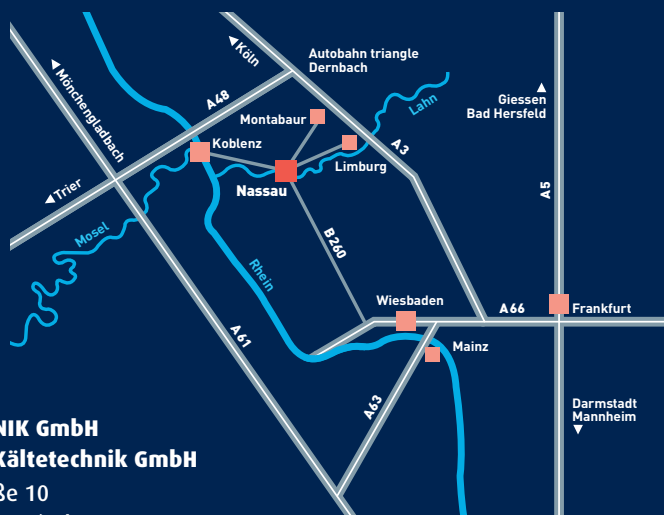 Köln
Autobahn triangle
Dernbach
Mönchengladbach
A48
Montabaur
Lahn
Giessen
Bad Hersfeld
Koblenz
A3
Limburg
Trier
Nassau
A5
Mosel
B 260
Rhein
Wiesbaden
A66
Frankfurt
A61
Mainz
A63
Darmstadt
Mannheim
NIK GmbH
Kältetechnik GmbH
ße 10